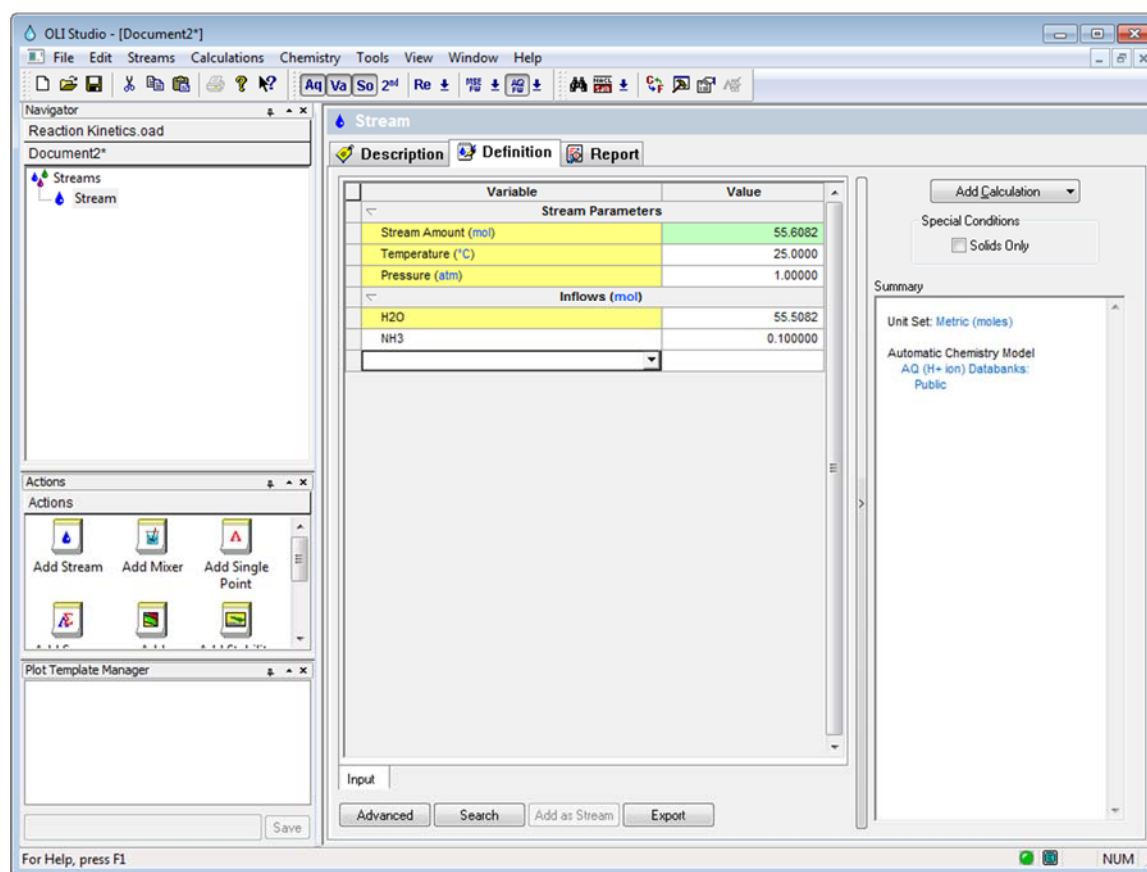 OLI Studio - [Document2*]
File Edit Streams Calculations Chemistry Tools View Window Help
Aq Va So 2nd Re
Navigator
Reaction Kinetics.oad
Document2*
Streams
Stream
Stream
Description Definition Report
Variable Value
Stream Parameters
Stream Amount (mol) 55.6082
Temperature (°C) 25.0000
Pressure (atm) 1.00000
Inflows (mol)
H2O 55.5082
NH3 0.100000
Input
Advanced Search Add as Stream Export
Add Calculation
Special Conditions
Solids Only
Summary
Unit Set: Metric (moles)
Automatic Chemistry Model
AQ (H+ ion) Databanks:
Public
Actions
Actions
Add Stream Add Mixer Add Single
Point
Plot Template Manager
Save
For Help, press F1 NUM